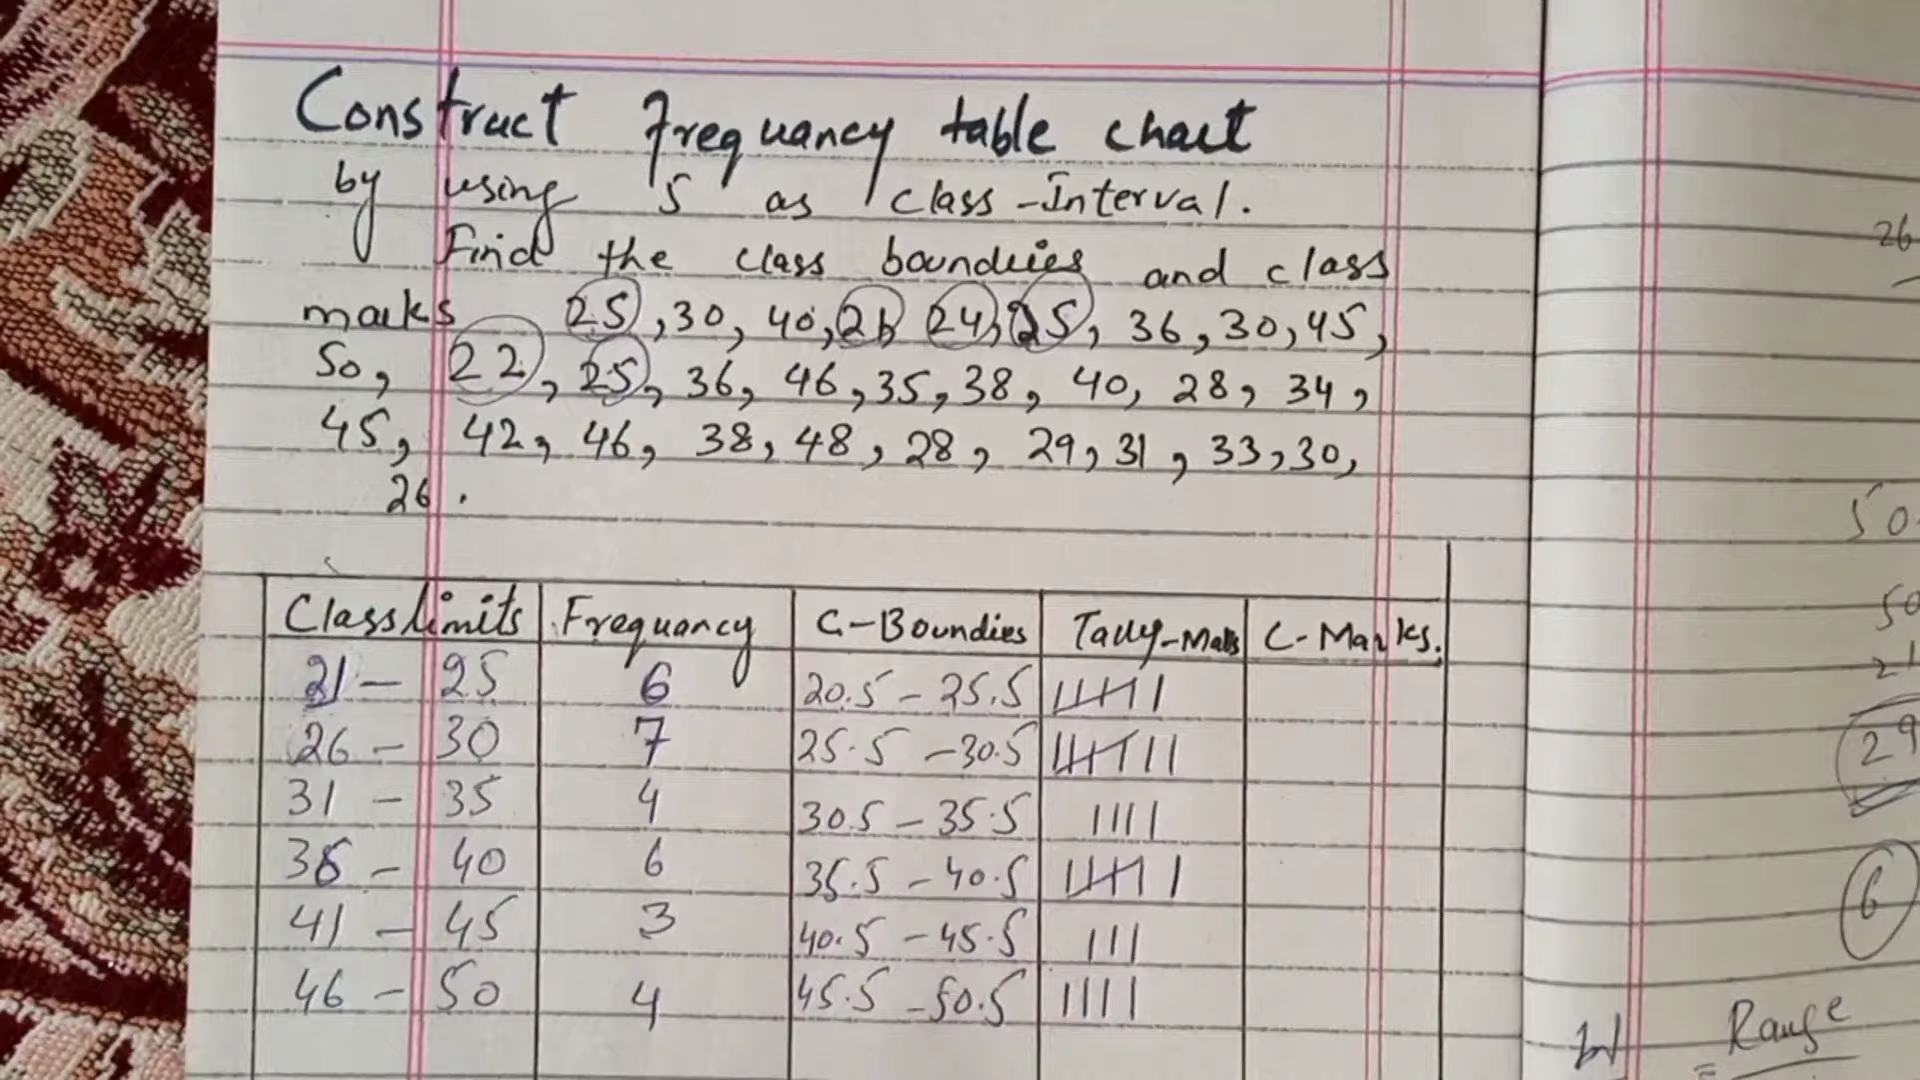 Construct frequancy table chart
by using 5 as class-Interval.
Find the class boundries and class
marks 25, 30, 40, 21, 24, 25, 36, 30, 45,
50, 22, 25, 36, 46, 35, 38, 40, 28, 34,
45, 42, 46, 38, 48, 28, 29, 31, 33, 30,
26.
Class limits Frequancy C-Boundies Tally-Marks C-Marks.
21 - 25 6 20.5 - 25.5
26 - 30 7 25.5 - 30.5
31 - 35 4 30.5 - 35.5 ||||
36 - 40 6 35.5 - 40.5
41 - 45 3 40.5 - 45.5 |||
46 - 50 4 45.5 - 50.5 ||||
26
50
50
21
29
6
= Range